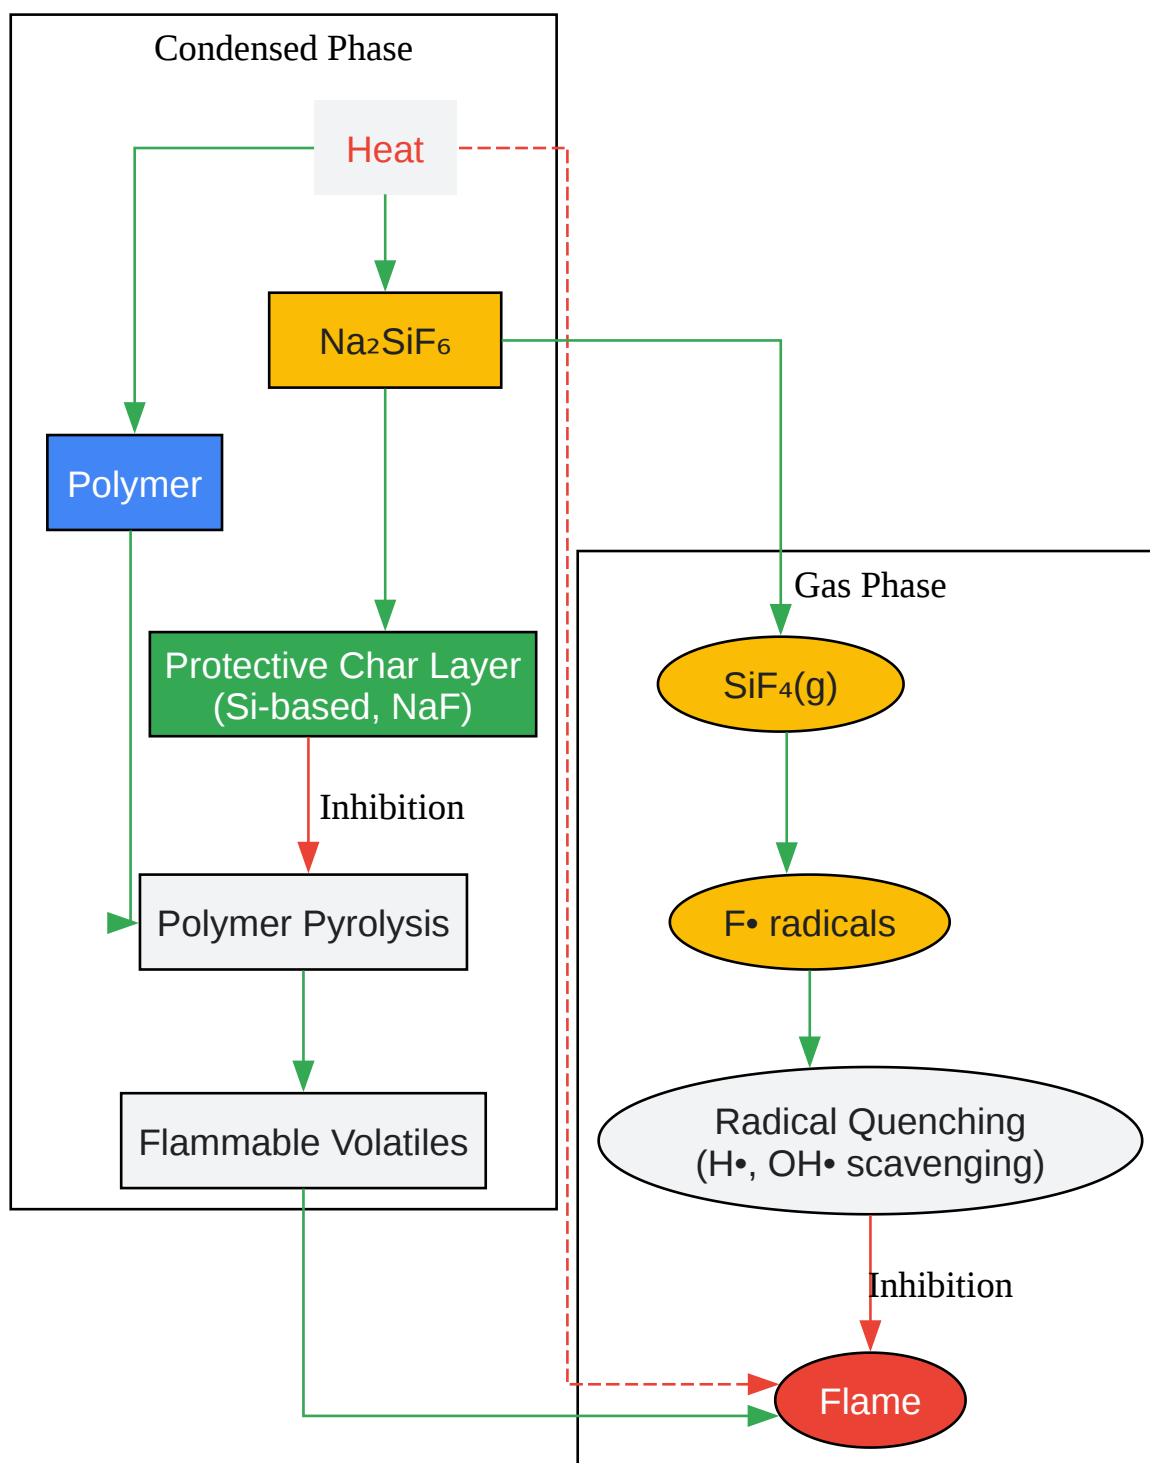 Condensed Phase
Heat
Na₂SiF₆
Polymer
Protective Char Layer
(Si-based, NaF)
Inhibition
Polymer Pyrolysis
Flammable Volatiles
Gas Phase
SiF₄(g)
F• radicals
Radical Quenching
(H•, OH• scavenging)
Inhibition
Flame